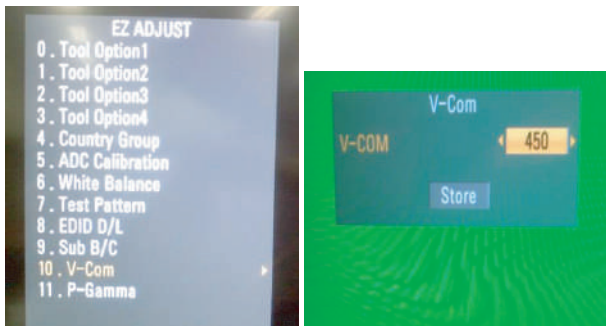 EZ ADJUST
0 . Tool Option1
1 . Tool Option2
2 . Tool Option3
3 . Tool Option4
4 . Country Group
5 . ADC Calibration
6 . White Balance
7 . Test Pattern
8 . EDID D/L
9 . Sub B/C
10 . V-Com
11 . P-Gamma
V-Com
V-COM 450
Store